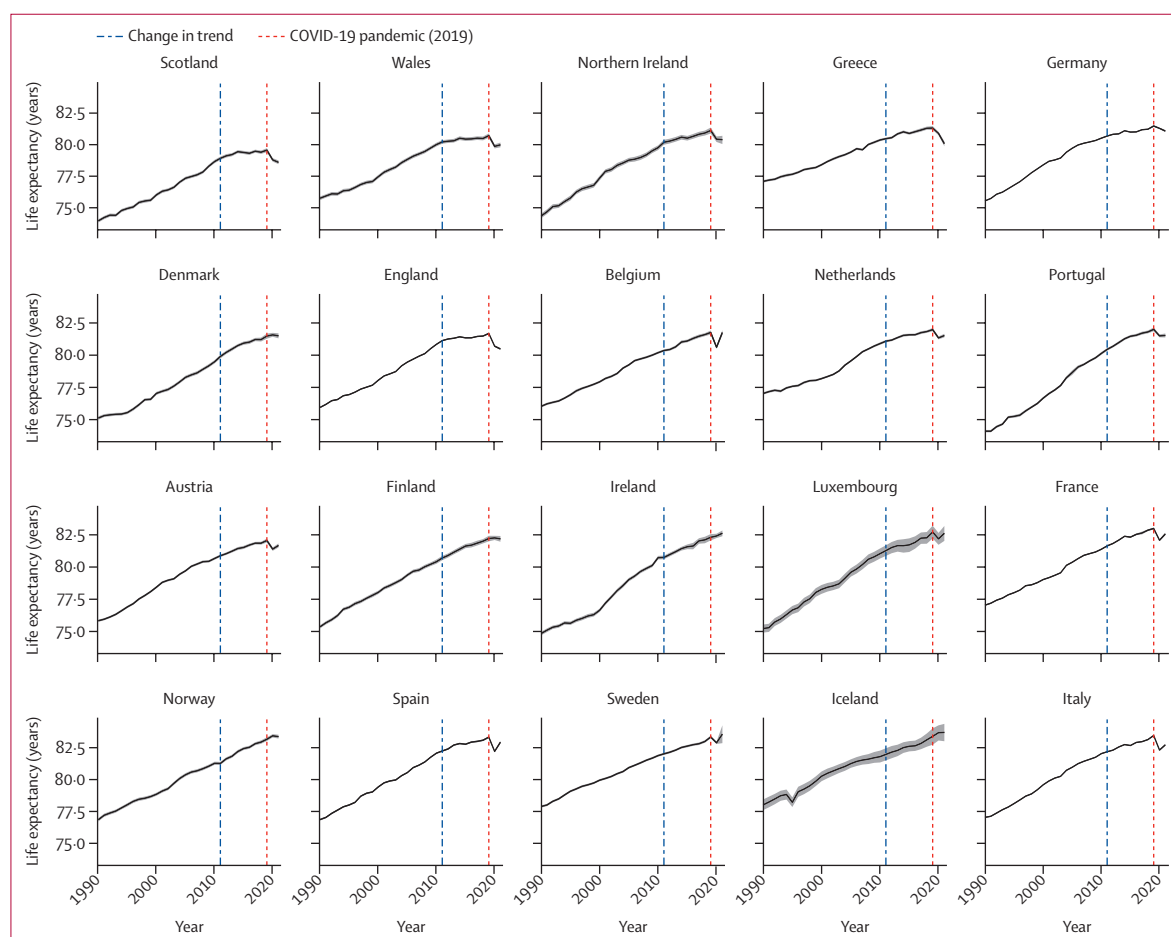 Change in trend COVID-19 pandemic (2019)
Scotland Wales Northern Ireland Greece Germany
Life expectancy (years)
82·5
80·0
77·5
75·0
Denmark England Belgium Netherlands Portugal
Life expectancy (years)
82·5
80·0
77·5
75·0
Austria Finland Ireland Luxembourg France
Life expectancy (years)
82·5
80·0
77·5
75·0
Norway Spain Sweden Iceland Italy
Life expectancy (years)
82·5
80·0
77·5
75·0
1990 2000 2010 2020 1990 2000 2010 2020 1990 2000 2010 2020 1990 2000 2010 2020 1990 2000 2010 2020
Year Year Year Year Year